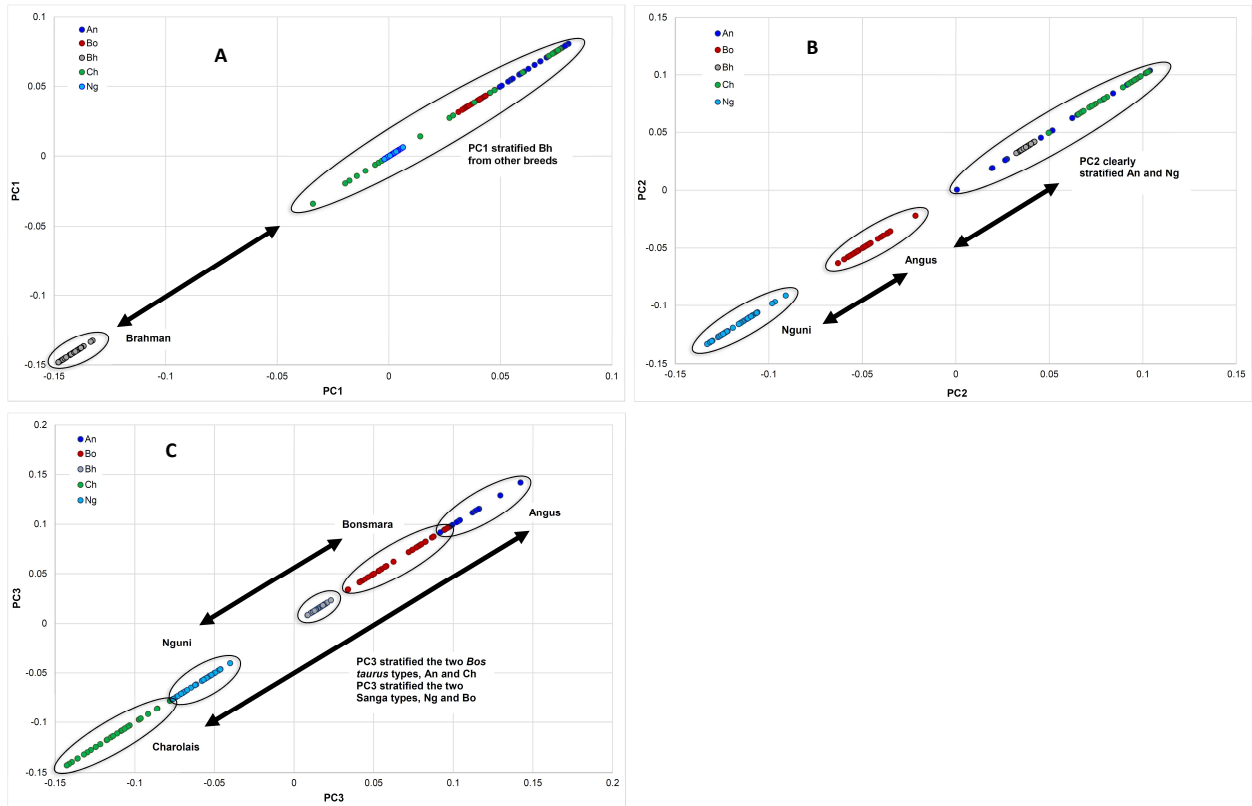 A
An
Bo
Bh
Ch
Ng
0.1
0.05
0
-0.05
-0.1
-0.15
PC1
PC1 stratified Bh
from other breeds
Brahman
-0.15
-0.1
-0.05
0
0.05
0.1
PC1
B
An
Bo
Bh
Ch
Ng
0.15
0.1
0.05
0
-0.05
-0.1
-0.15
PC2
PC2 clearly
stratified An and Ng
Angus
Nguni
-0.15
-0.1
-0.05
0
0.05
0.1
0.15
PC2
C
An
Bo
Bh
Ch
Ng
0.2
0.15
0.1
0.05
0
-0.05
-0.1
-0.15
PC3
Bonsmara
Angus
Nguni
PC3 stratified the two Bos
taurus types, An and Ch
PC3 stratified the two
Sanga types, Ng and Bo
Charolais
-0.15
-0.1
-0.05
0
0.05
0.1
0.15
0.2
PC3